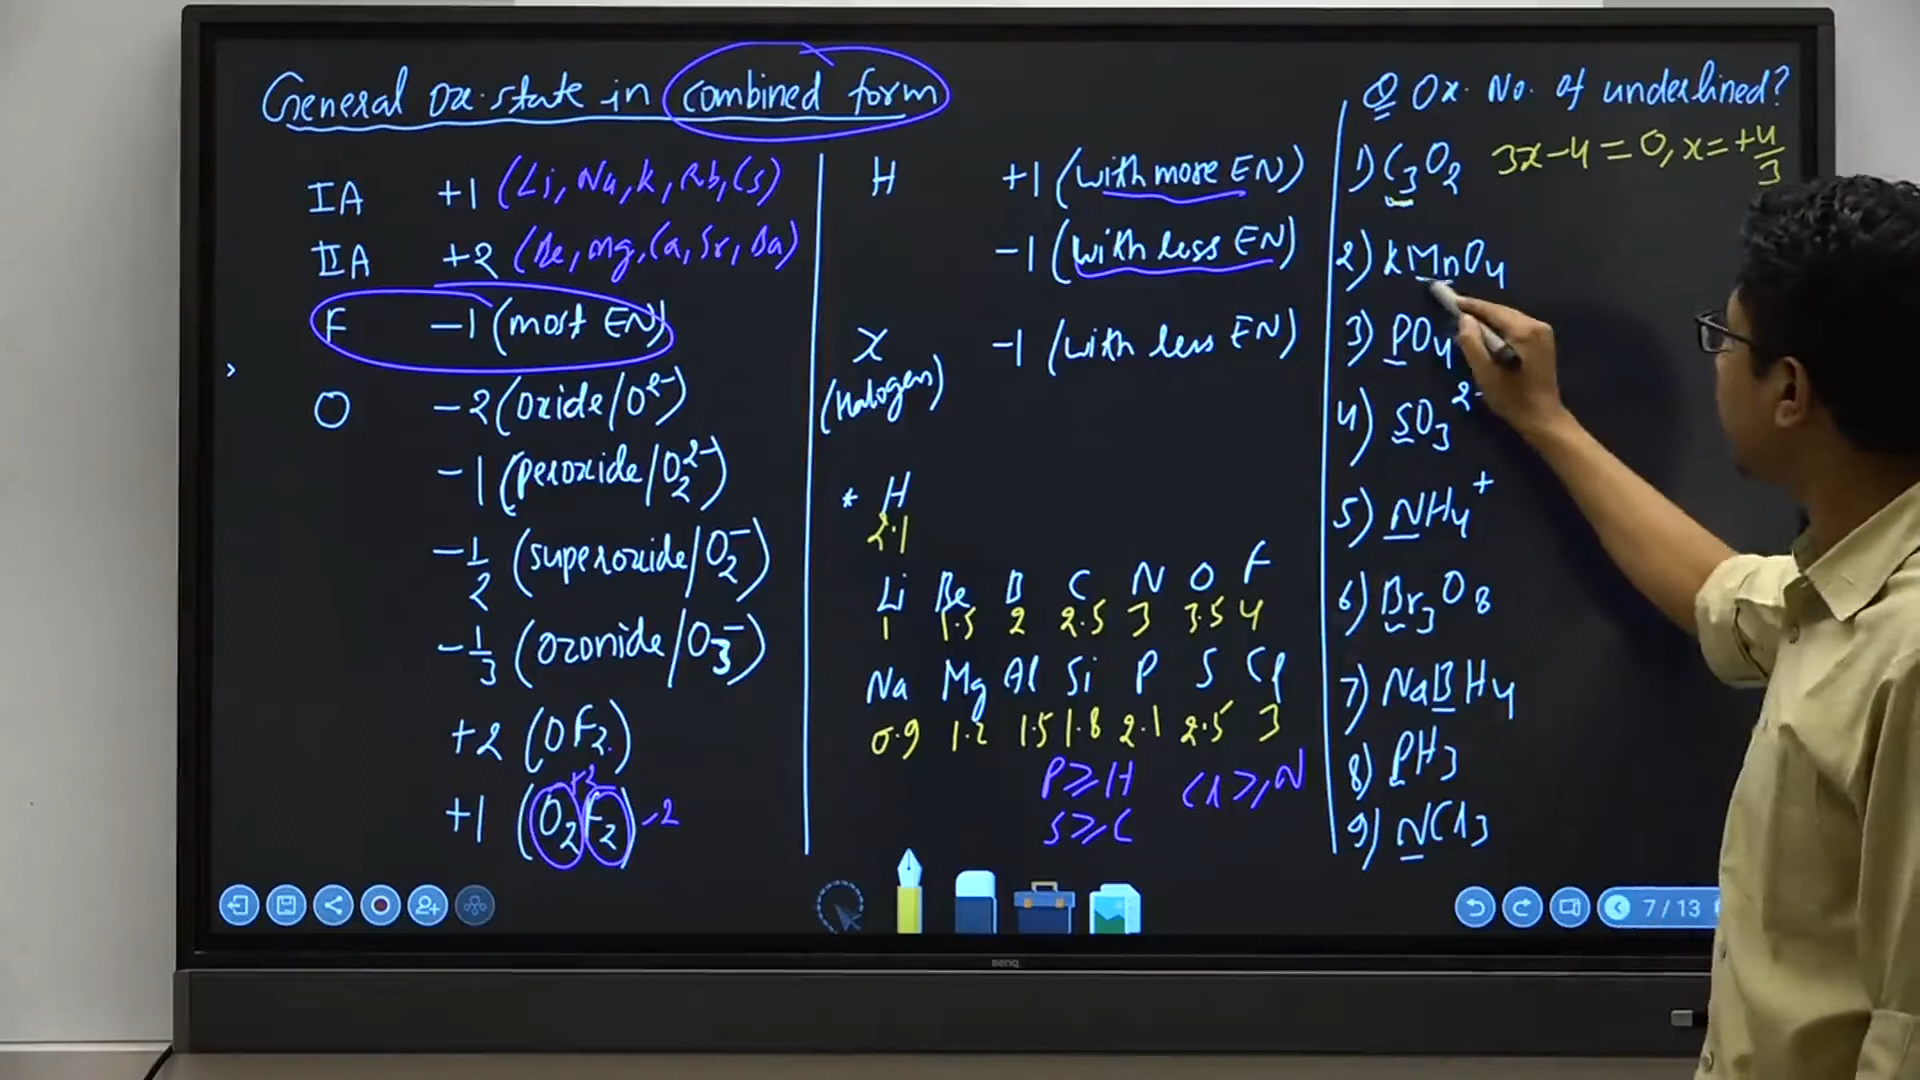 General ox. state in combined form
IA +1 (Li, Na, K, Rb, Cs)
IIA +2 (Be, Mg, Ca, Sr, Ba)
F -1 (most EN)
O -2 (oxide/O²⁻)
-1 (peroxide/O₂²⁻)
-1/2 (superoxide/O₂⁻)
-1/3 (ozonide/O₃⁻)
+2 (OF₂)
+2
+1 (O₂F₂) -2
H +1 (with more EN)
-1 (with less EN)
X -1 (with less EN)
(Halogen)
* H
2.1
Li Be B C N O F
1 1.5 2 2.5 3 3.5 4
Na Mg Al Si P S Cl
0.9 1.2 1.5 1.8 2.1 2.5 3
P ≥ H Cl ≥ N
S ≥ C
Q Ox. No. of underlined?
1) C₃O₂ 3x-4=0, x=+4/3
2) KMnO₄
3) PO₄
4) SO₃²⁻
5) NH₄⁺
6) Br₃O₈
7) NaBH₄
8) PH₃
9) NCl₃
7/13
BenQ